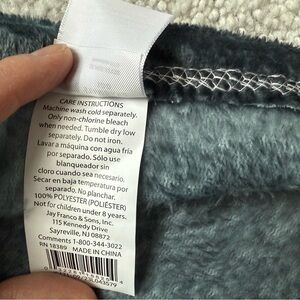 CARE INSTRUCTIONS
Machine wash cold separately.
Only non-chlorine bleach
when needed. Tumble dry low
separately. Do not iron.
Lavar a máquina con agua fría
por separado. Sólo use
blanqueador sin
cloro cuando sea necesario.
Secar en baja temperatura
por separado. No planchar.
100% POLYESTER (POLIÉSTER)
Not for children under 8 years.
Jay Franco & Sons, Inc.
115 Kennedy Drive
Sayreville, NJ 08872
Comments 1-800-344-3022
RN 18389 MADE IN CHINA